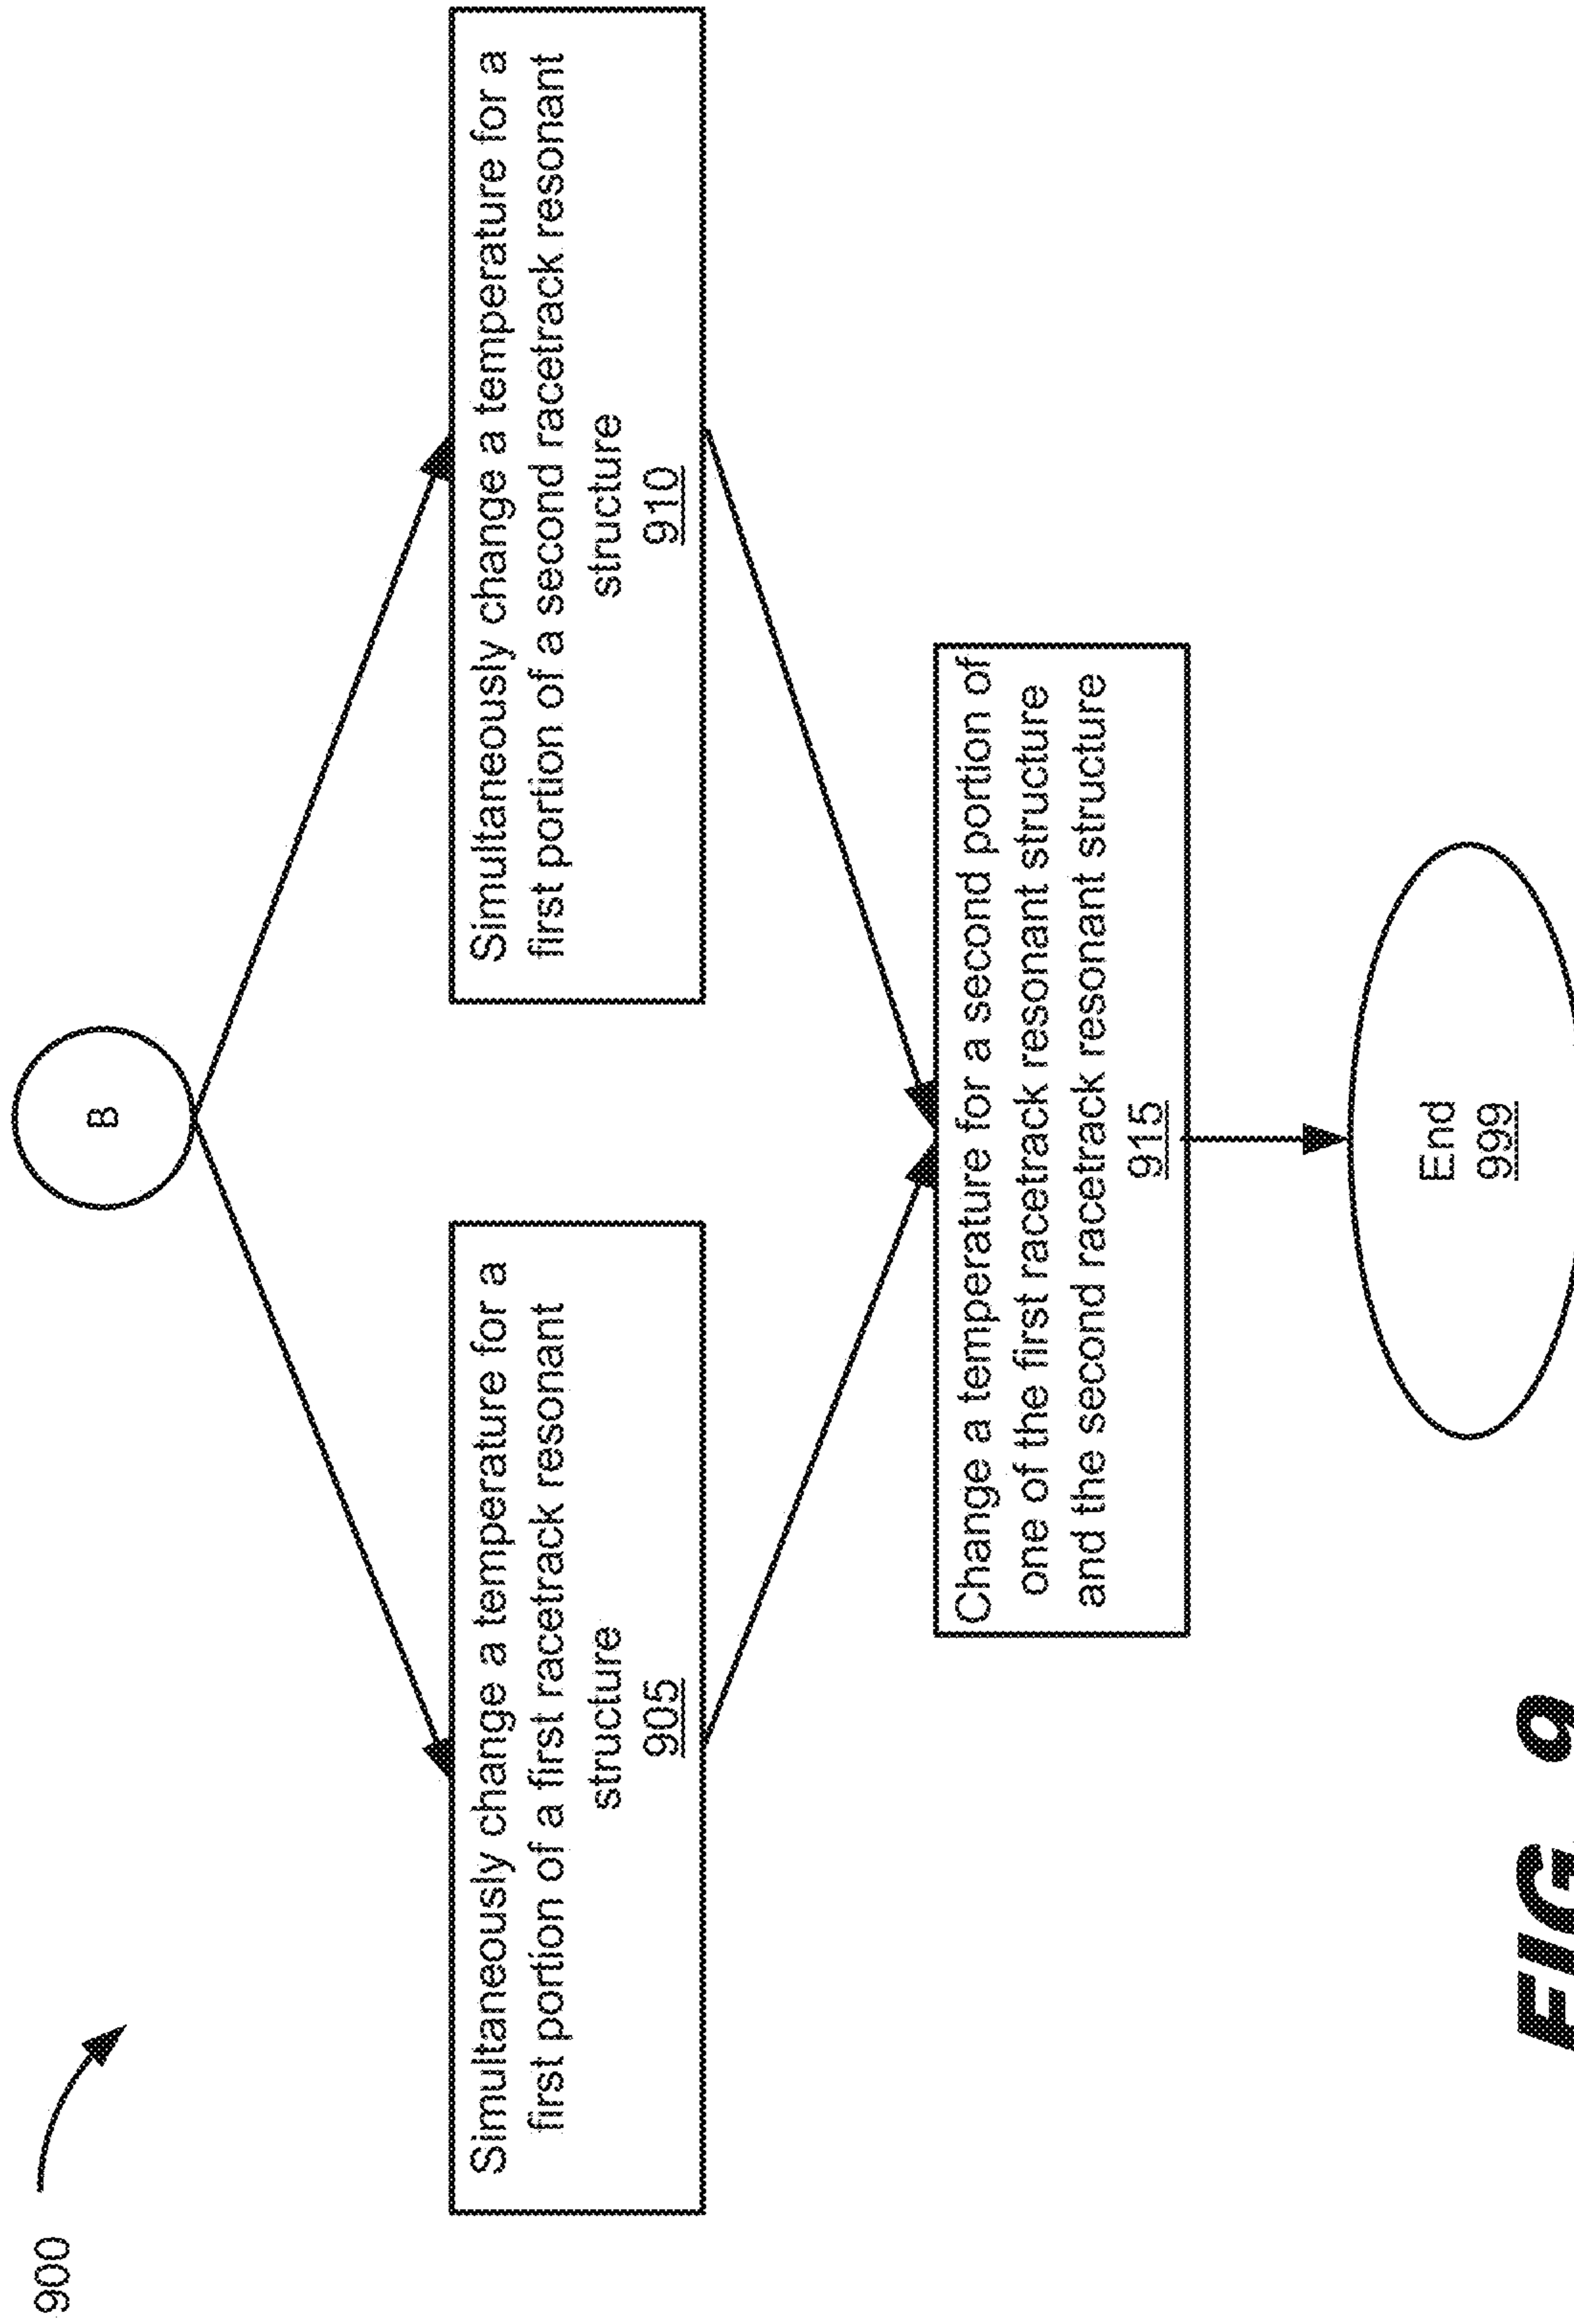 900
B
Simultaneously change a temperature for a
first portion of a first racetrack resonant
structure
905
Simultaneously change a temperature for a
first portion of a second racetrack resonant
structure
910
Change a temperature for a second portion of
one of the first racetrack resonant structure
and the second racetrack resonant structure
915
End
999
FIG. 9